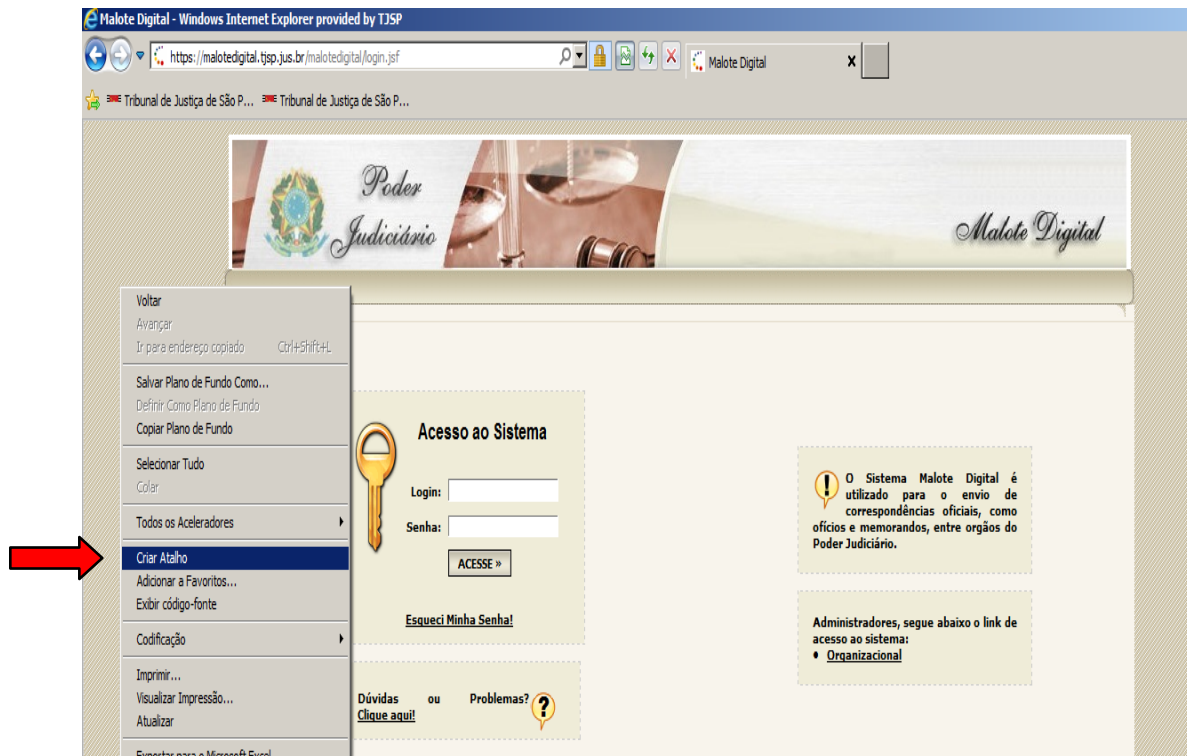 Malote Digital - Windows Internet Explorer provided by TJSP
https://malotedigital.tjsp.jus.br/malotedigital/login.jsf
Malote Digital
Tribunal de Justiça de São P... Tribunal de Justiça de São P...
Poder
Judiciário
Malote Digital
Voltar
Avançar
Ir para endereço copiado Ctrl+Shift+L
Salvar Plano de Fundo Como...
Definir Como Plano de Fundo
Copiar Plano de Fundo
Selecionar Tudo
Colar
Todos os Aceleradores
Criar Atalho
Adicionar a Favoritos...
Exibir código-fonte
Codificação
Imprimir...
Visualizar Impressão...
Atualizar
Exportar para o Microsoft Excel
Acesso ao Sistema
Login:
Senha:
ACESSE »
Esqueci Minha Senha!
Dúvidas ou Problemas?
Clique aqui!
O Sistema Malote Digital é
utilizado para o envio de
correspondências oficiais, como
ofícios e memorandos, entre orgãos do
Poder Judiciário.
Administradores, segue abaixo o link de
acesso ao sistema:
• Organizacional